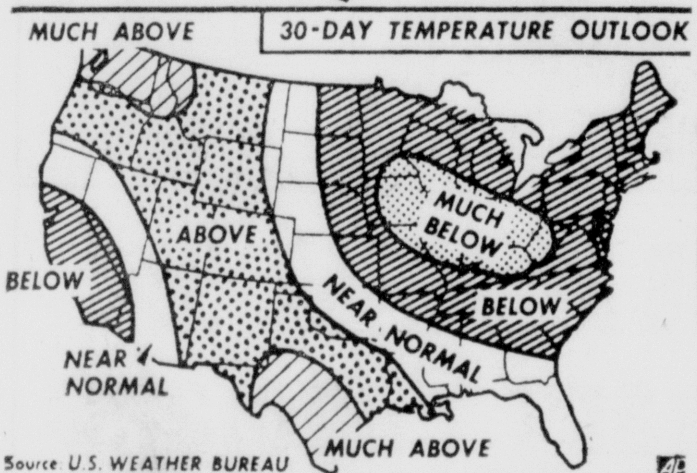 MUCH ABOVE
30-DAY TEMPERATURE OUTLOOK
MUCH
BELOW
ABOVE
BELOW
NEAR NORMAL
BELOW
NEAR
NORMAL
MUCH ABOVE
Source: U.S. WEATHER BUREAU
AP